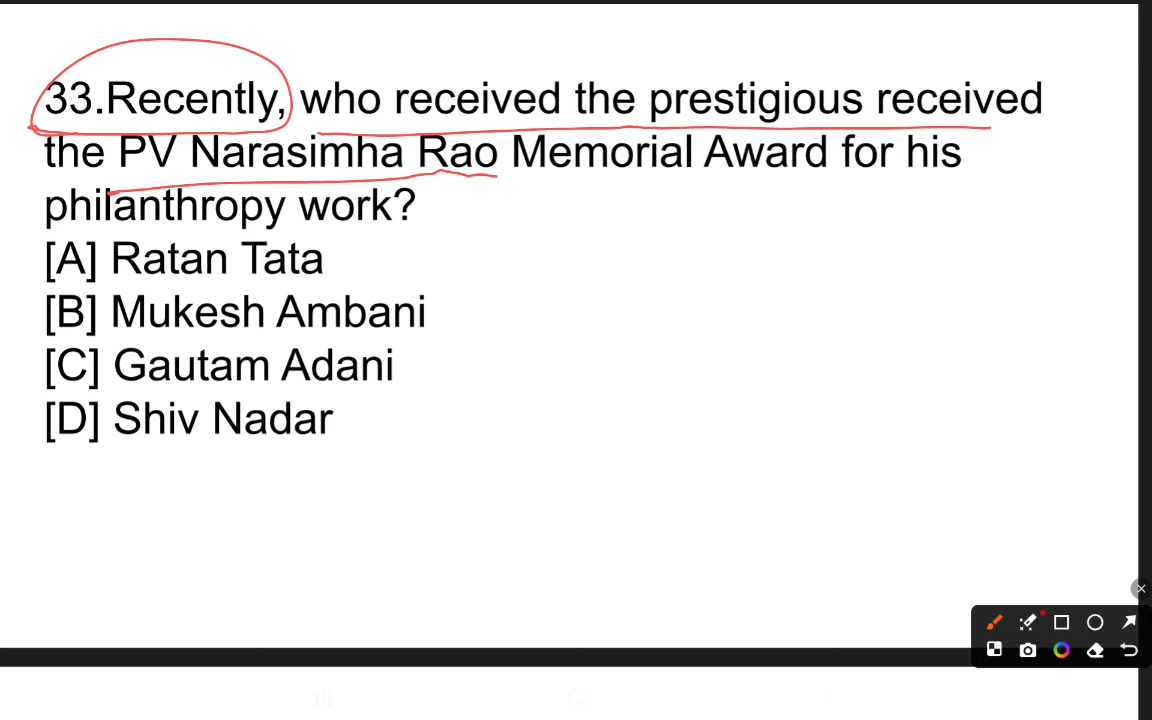 33.Recently, who received the prestigious received
the PV Narasimha Rao Memorial Award for his
philanthropy work?
[A] Ratan Tata
[B] Mukesh Ambani
[C] Gautam Adani
[D] Shiv Nadar